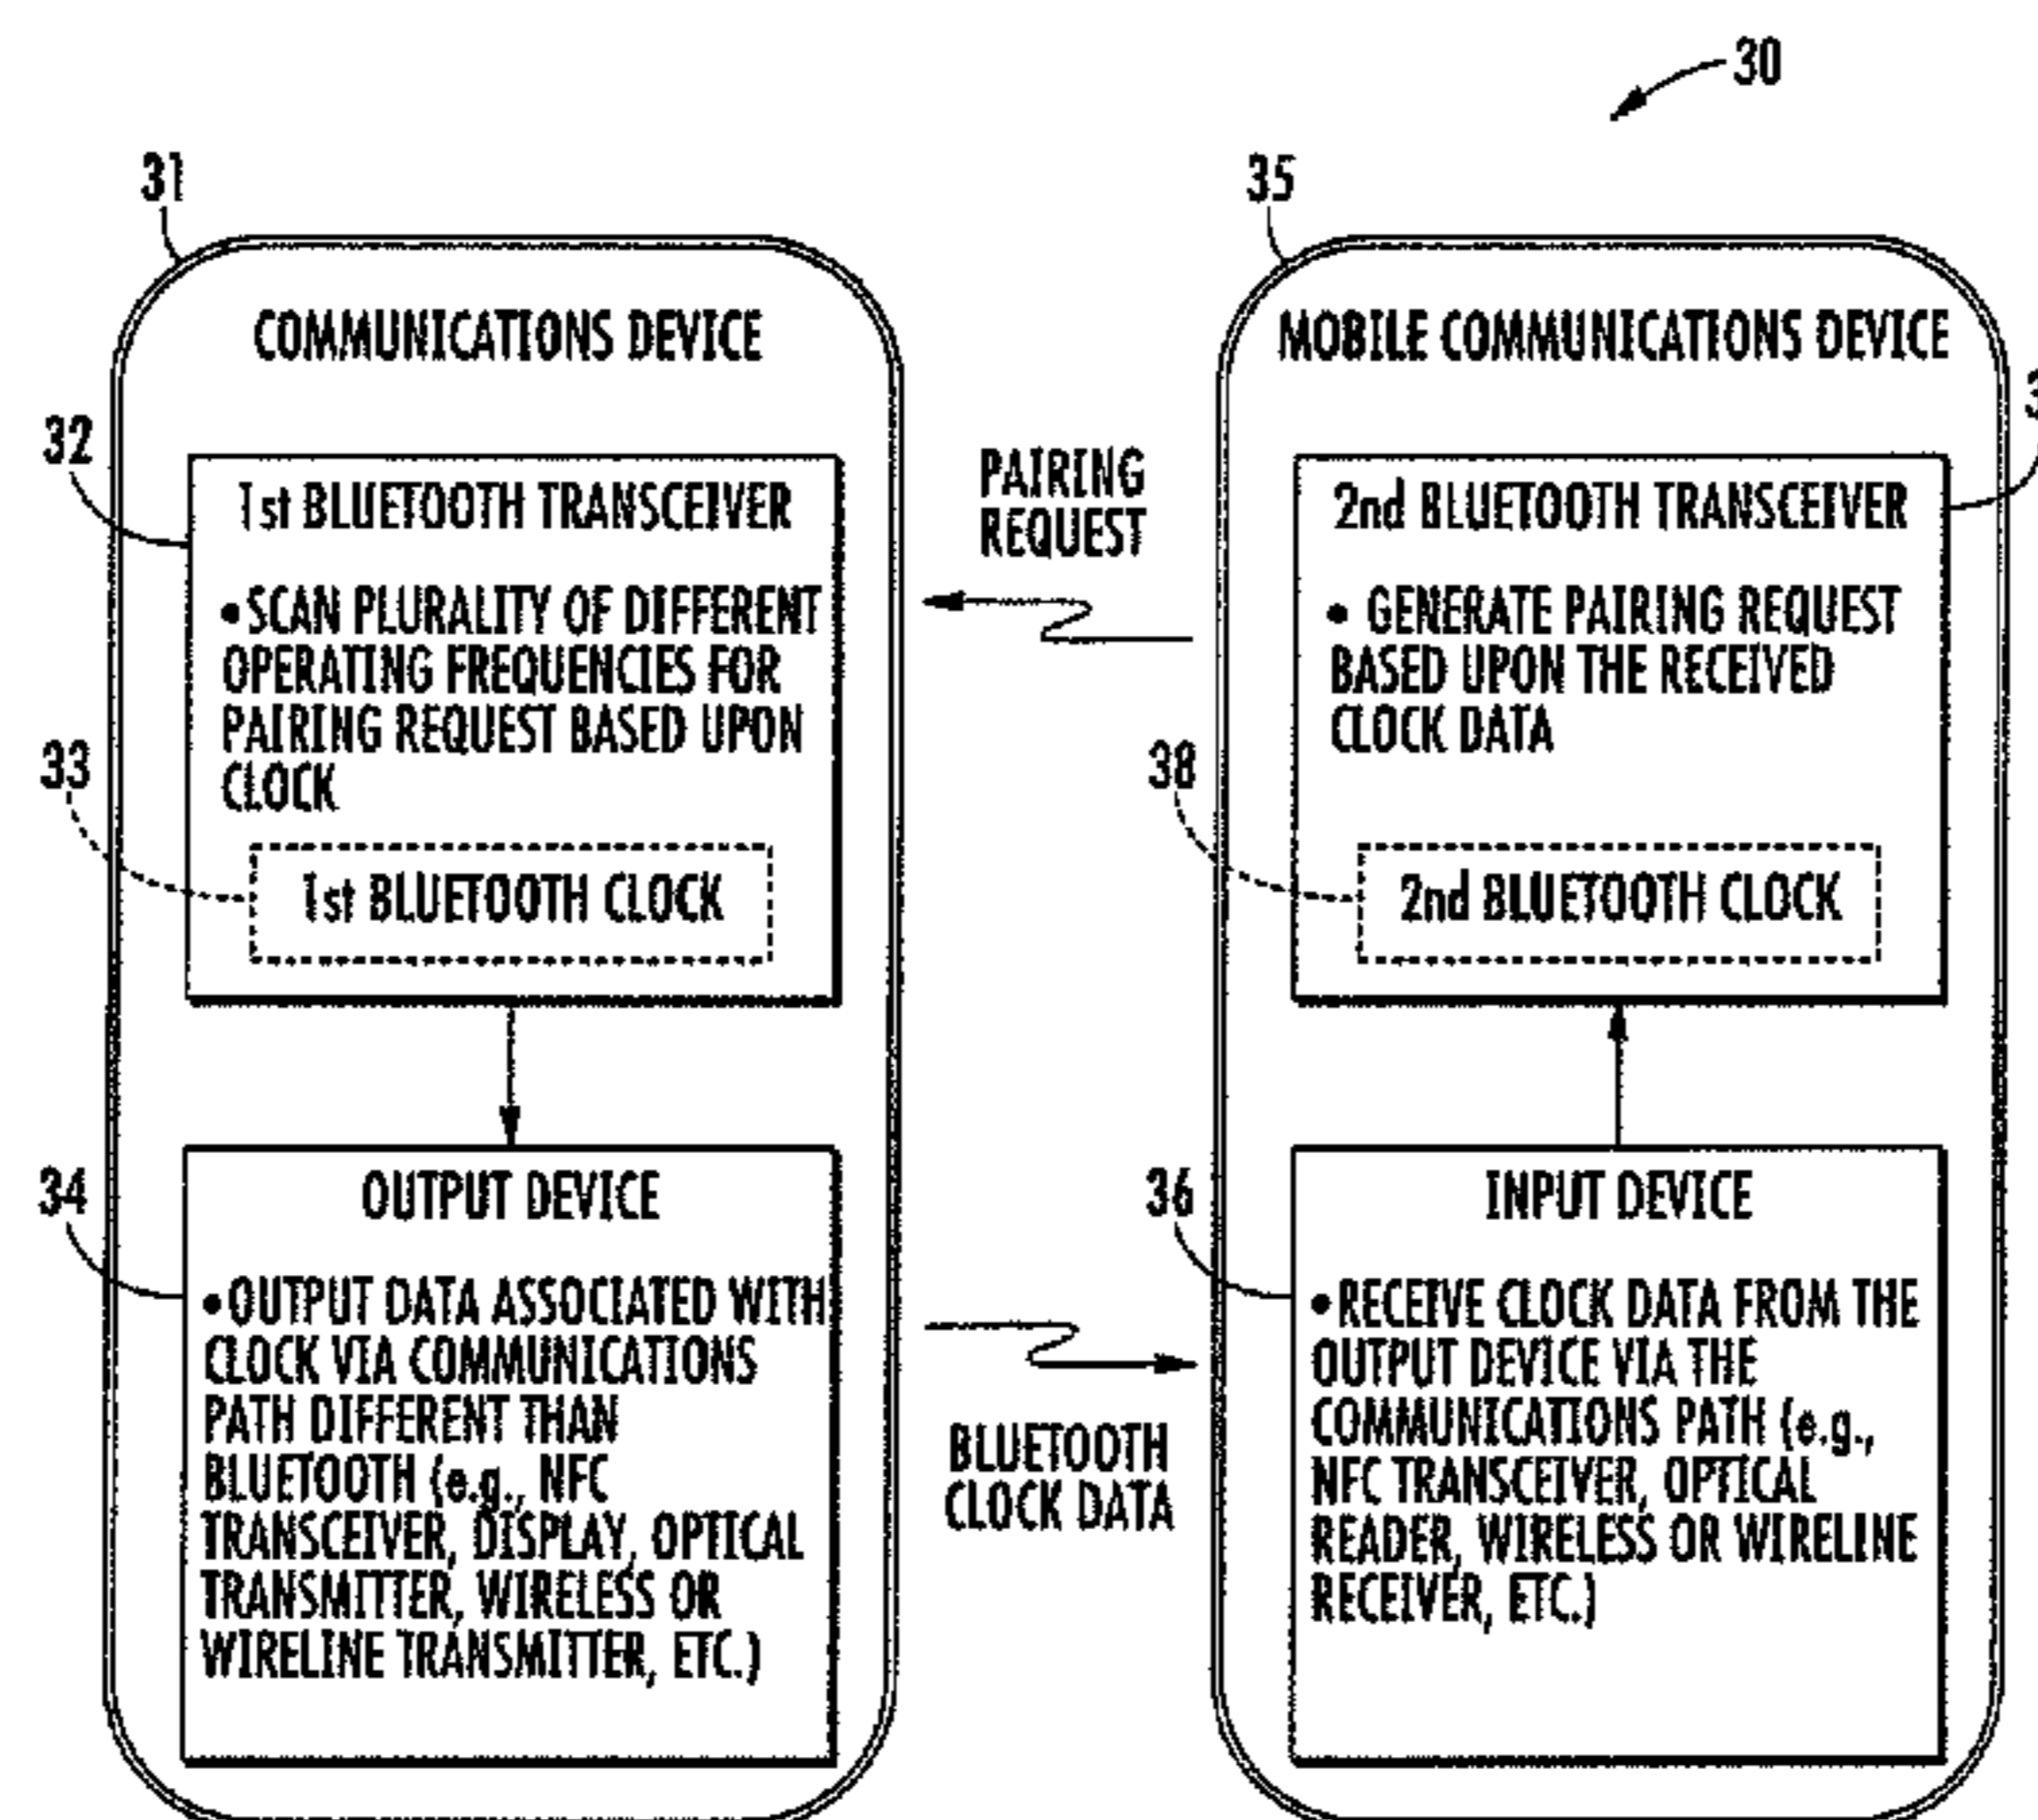 30
31
35
COMMUNICATIONS DEVICE
MOBILE COMMUNICATIONS DEVICE
32
1st BLUETOOTH TRANSCEIVER
•SCAN PLURALITY OF DIFFERENT
OPERATING FREQUENCIES FOR
PAIRING REQUEST BASED UPON
CLOCK
33
1st BLUETOOTH CLOCK
PAIRING
REQUEST
2nd BLUETOOTH TRANSCEIVER
• GENERATE PAIRING REQUEST
BASED UPON THE RECEIVED
CLOCK DATA
38
2nd BLUETOOTH CLOCK
34
OUTPUT DEVICE
•OUTPUT DATA ASSOCIATED WITH
CLOCK VIA COMMUNICATIONS
PATH DIFFERENT THAN
BLUETOOTH (e.g., NFC
TRANSCEIVER, DISPLAY, OPTICAL
TRANSMITTER, WIRELESS OR
WIRELINE TRANSMITTER, ETC.)
BLUETOOTH
CLOCK DATA
36
INPUT DEVICE
•RECEIVE CLOCK DATA FROM THE
OUTPUT DEVICE VIA THE
COMMUNICATIONS PATH (e.g.,
NFC TRANSCEIVER, OPTICAL
READER, WIRELESS OR WIRELINE
RECEIVER, ETC.)